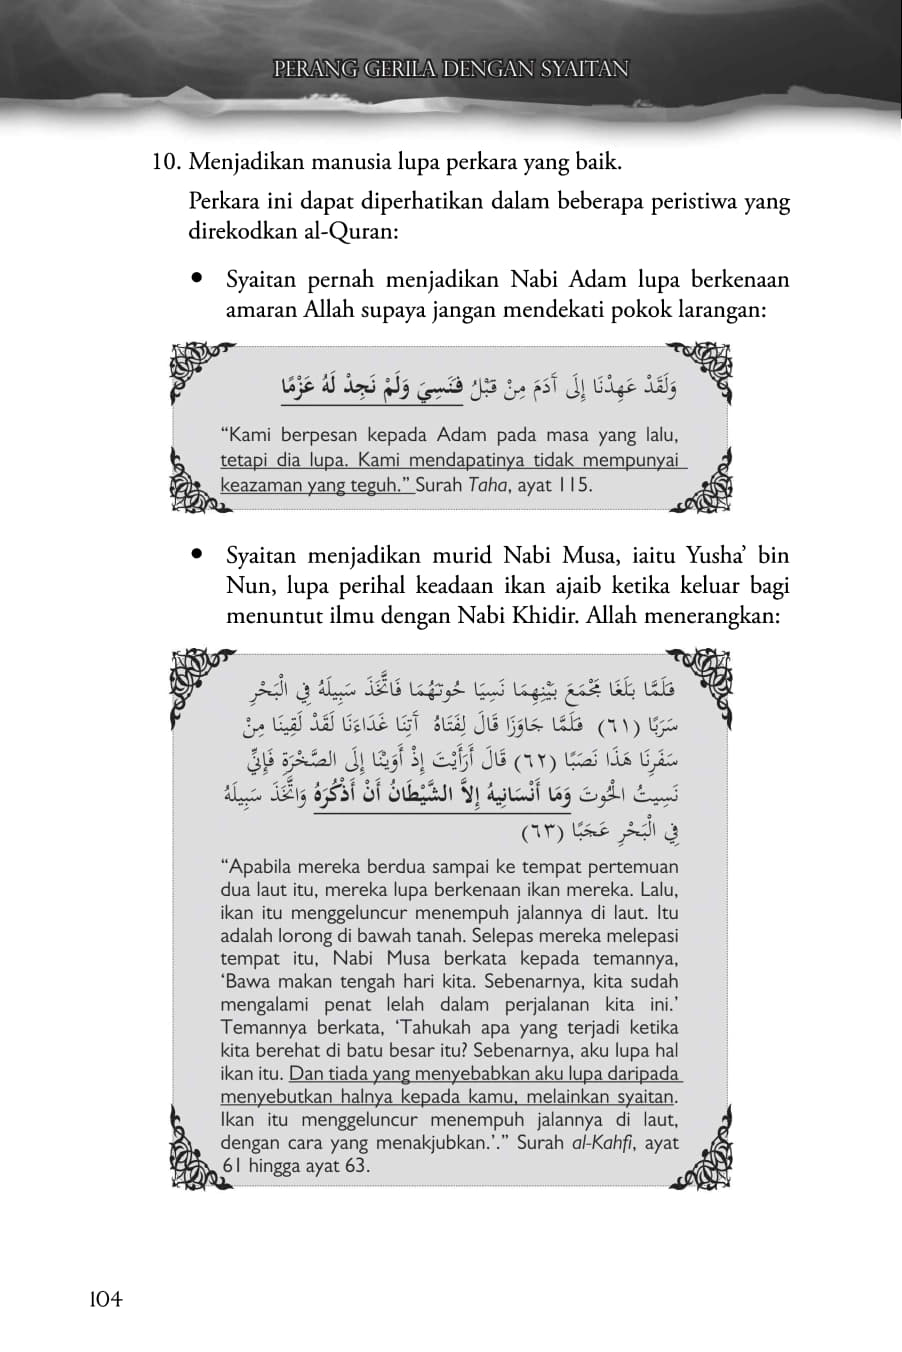 PERANG GERILA DENGAN SYAITAN
10. Menjadikan manusia lupa perkara yang baik.
Perkara ini dapat diperhatikan dalam beberapa peristiwa yang
direkodkan al-Quran:
• Syaitan pernah menjadikan Nabi Adam lupa berkenaan
amaran Allah supaya jangan mendekati pokok larangan:
وَلَقَدْ عَهِدْنَا إِلَى آَدَمَ مِنْ قَبْلُ فَنَسِيَ وَلَمْ نَجِدْ لَهُ عَزْمًا
“Kami berpesan kepada Adam pada masa yang lalu,
tetapi dia lupa. Kami mendapatinya tidak mempunyai
keazaman yang teguh.” Surah Taha, ayat 115.
• Syaitan menjadikan murid Nabi Musa, iaitu Yusha’ bin
Nun, lupa perihal keadaan ikan ajaib ketika keluar bagi
menuntut ilmu dengan Nabi Khidir. Allah menerangkan:
فَلَمَّا بَلَغَا مَجْمَعَ بَيْنِهِمَا نَسِيَا حُوتَهُمَا فَاتَّخَذَ سَبِيلَهُ فِي الْبَحْرِ
سَرَبًا (٦١) فَلَمَّا جَاوَزَا قَالَ لِفَتَاهُ آَتِنَا غَدَاءَنَا لَقَدْ لَقِينَا مِنْ
سَفَرِنَا هَذَا نَصَبًا (٦٢) قَالَ أَرَأَيْتَ إِذْ أَوَيْنَا إِلَى الصَّخْرَةِ فَإِنِّي
نَسِيتُ الْحُوتَ وَمَا أَنْسَانِيهُ إِلاَّ الشَّيْطَانُ أَنْ أَذْكُرَهُ وَاتَّخَذَ سَبِيلَهُ
فِي الْبَحْرِ عَجَبًا (٦٣)
“Apabila mereka berdua sampai ke tempat pertemuan
dua laut itu, mereka lupa berkenaan ikan mereka. Lalu,
ikan itu menggeluncur menempuh jalannya di laut. Itu
adalah lorong di bawah tanah. Selepas mereka melepasi
tempat itu, Nabi Musa berkata kepada temannya,
‘Bawa makan tengah hari kita. Sebenarnya, kita sudah
mengalami penat lelah dalam perjalanan kita ini.’
Temannya berkata, ‘Tahukah apa yang terjadi ketika
kita berehat di batu besar itu? Sebenarnya, aku lupa hal
ikan itu. Dan tiada yang menyebabkan aku lupa daripada
menyebutkan halnya kepada kamu, melainkan syaitan.
Ikan itu menggeluncur menempuh jalannya di laut,
dengan cara yang menakjubkan.’.” Surah al-Kahfi, ayat
61 hingga ayat 63.
104